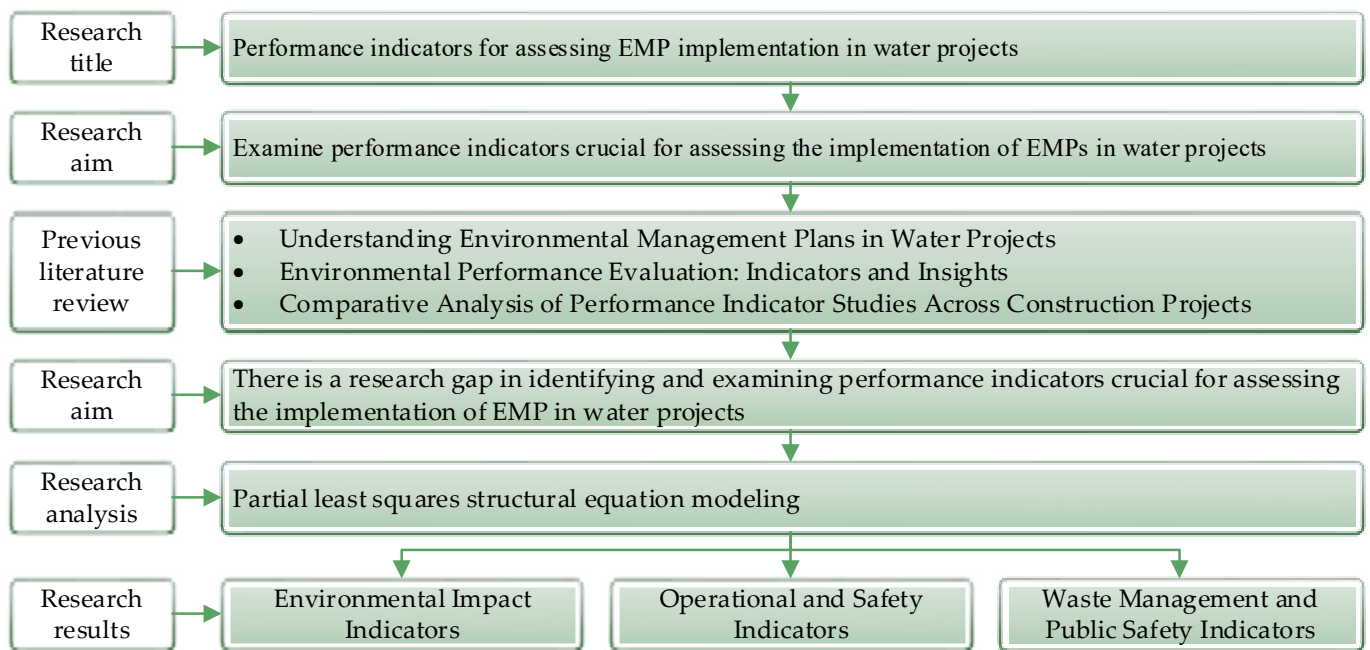 Research
title
Performance indicators for assessing EMP implementation in water projects
Research
aim
Examine performance indicators crucial for assessing the implementation of EMPs in water projects
Previous
literature
review
• Understanding Environmental Management Plans in Water Projects
• Environmental Performance Evaluation: Indicators and Insights
• Comparative Analysis of Performance Indicator Studies Across Construction Projects
Research
aim
There is a research gap in identifying and examining performance indicators crucial for assessing
the implementation of EMP in water projects
Research
analysis
Partial least squares structural equation modeling
Research
results
Environmental Impact
Indicators
Operational and Safety
Indicators
Waste Management and
Public Safety Indicators